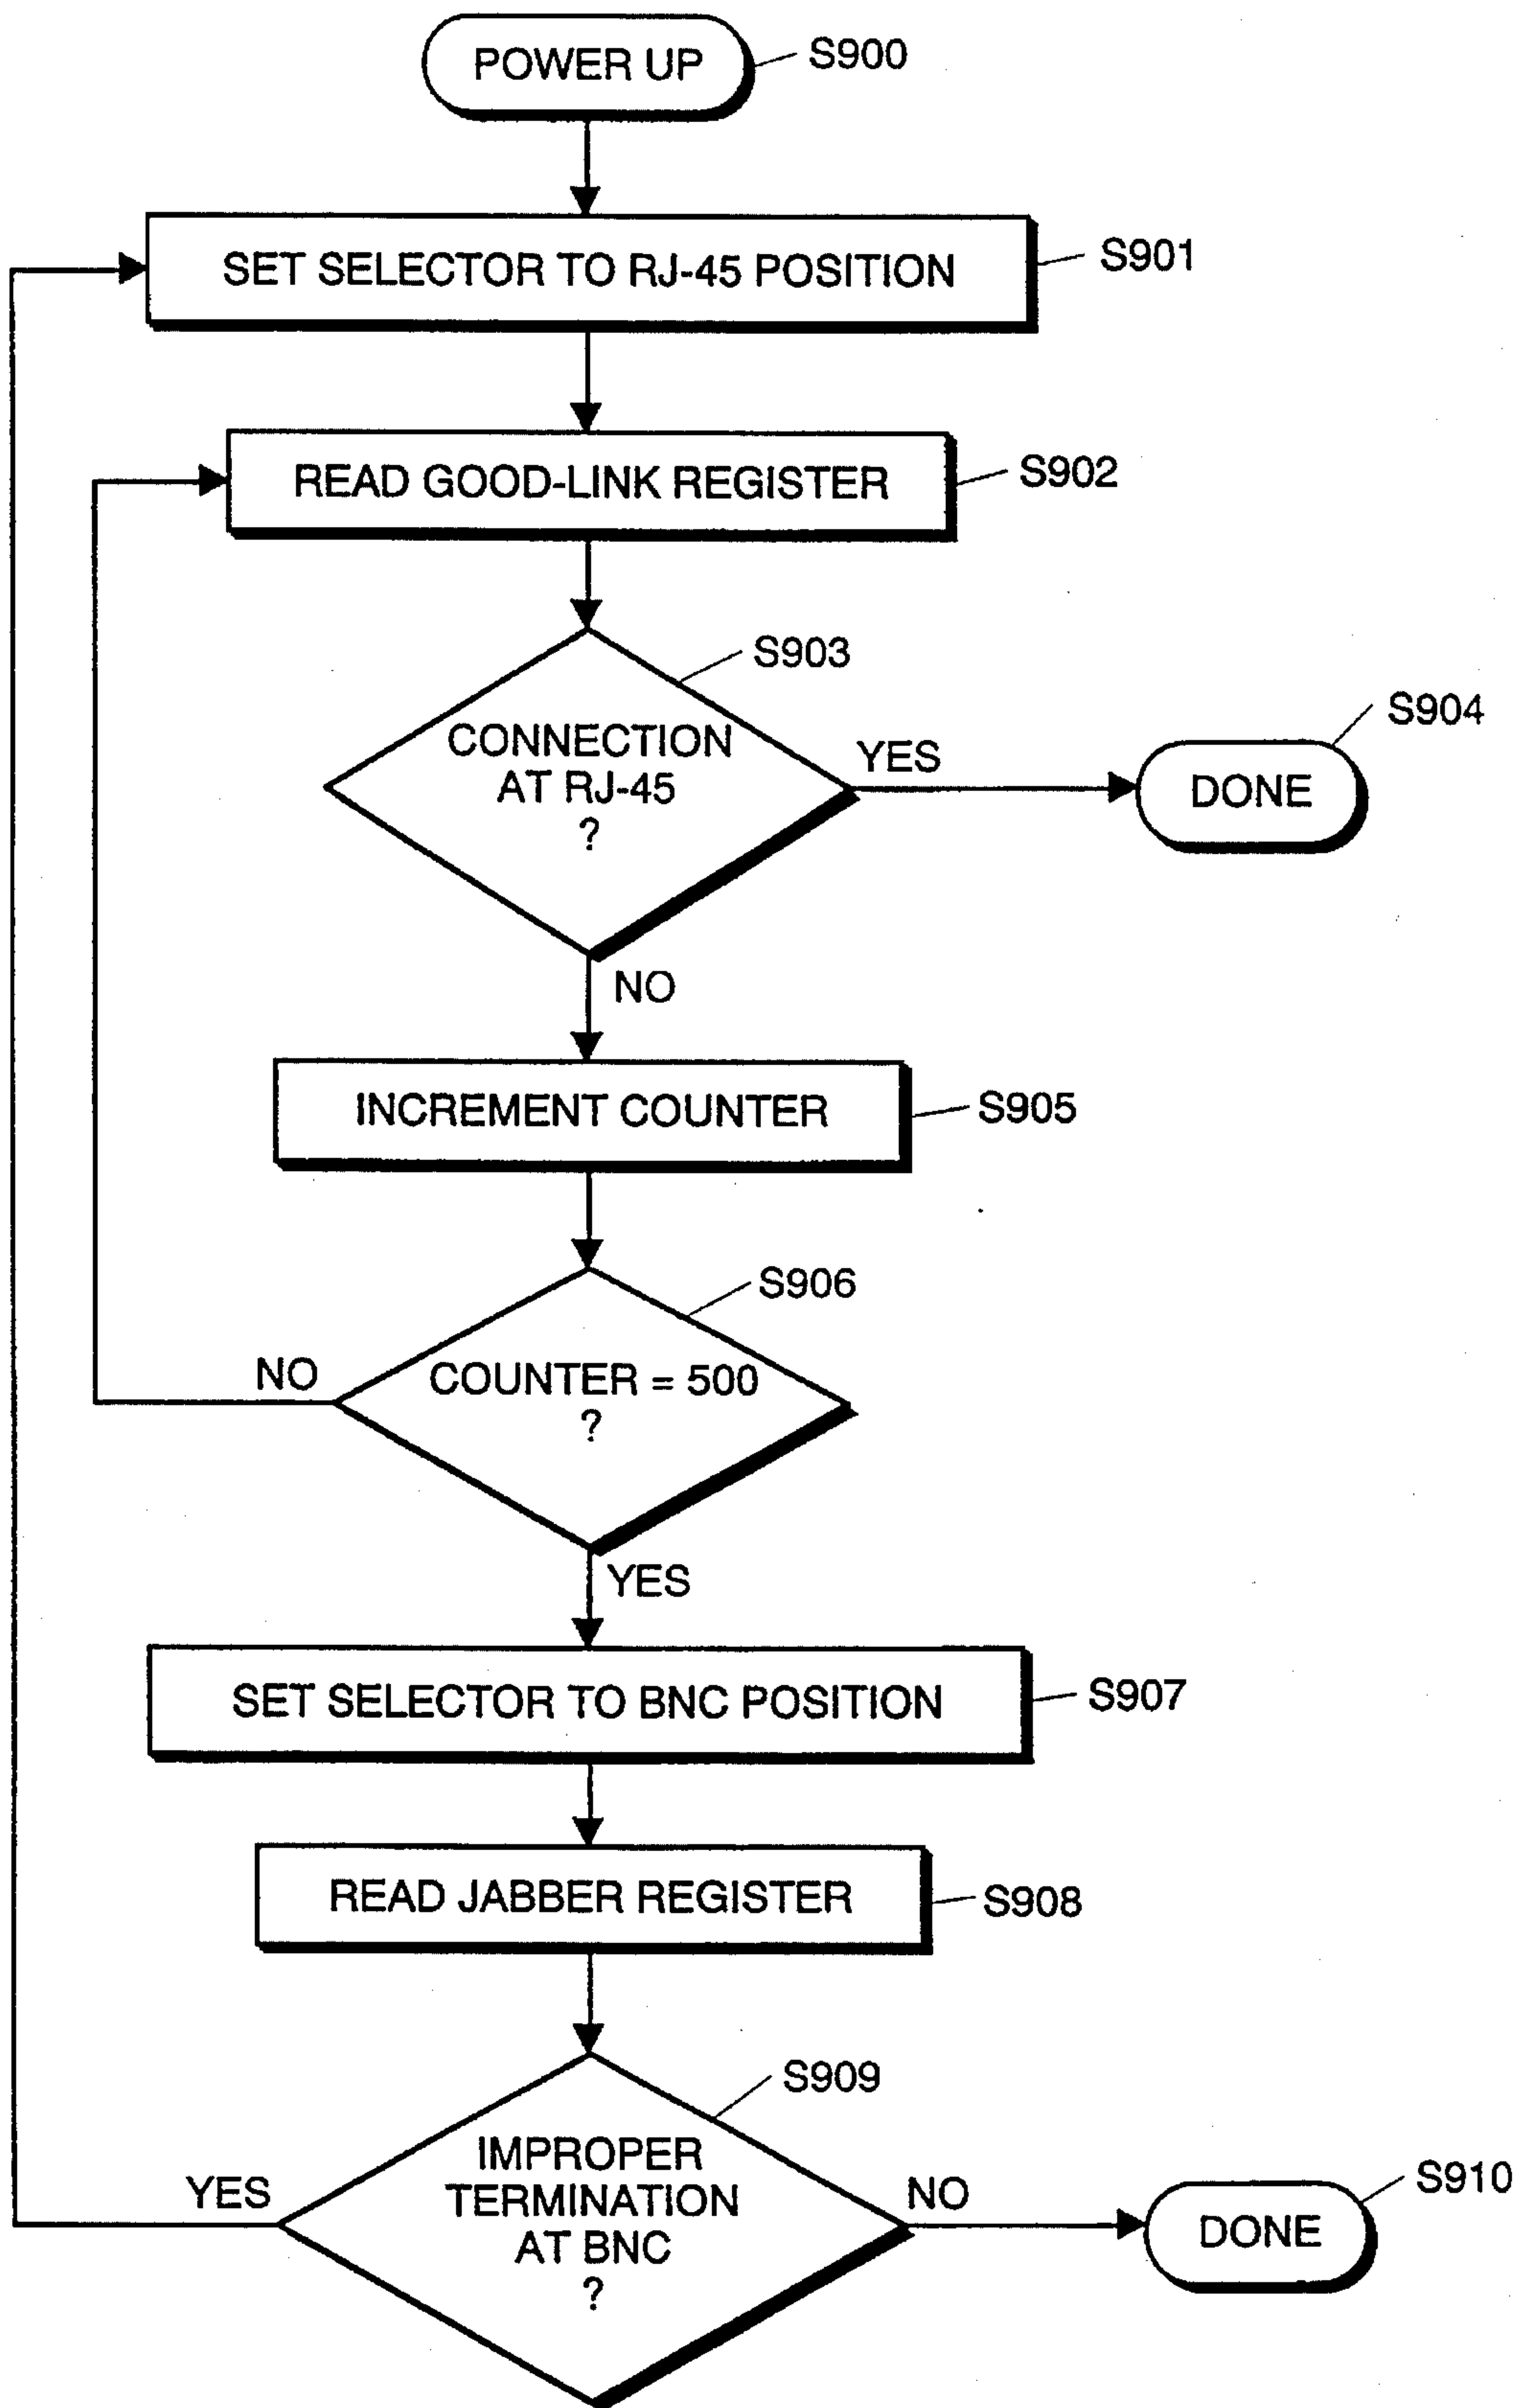 POWER UP
S900
SET SELECTOR TO RJ-45 POSITION
S901
READ GOOD-LINK REGISTER
S902
S903
CONNECTION
AT RJ-45
?
YES
S904
DONE
NO
INCREMENT COUNTER
S905
S906
NO
COUNTER = 500
?
YES
SET SELECTOR TO BNC POSITION
S907
READ JABBER REGISTER
S908
S909
YES
IMPROPER
TERMINATION
AT BNC
?
NO
S910
DONE